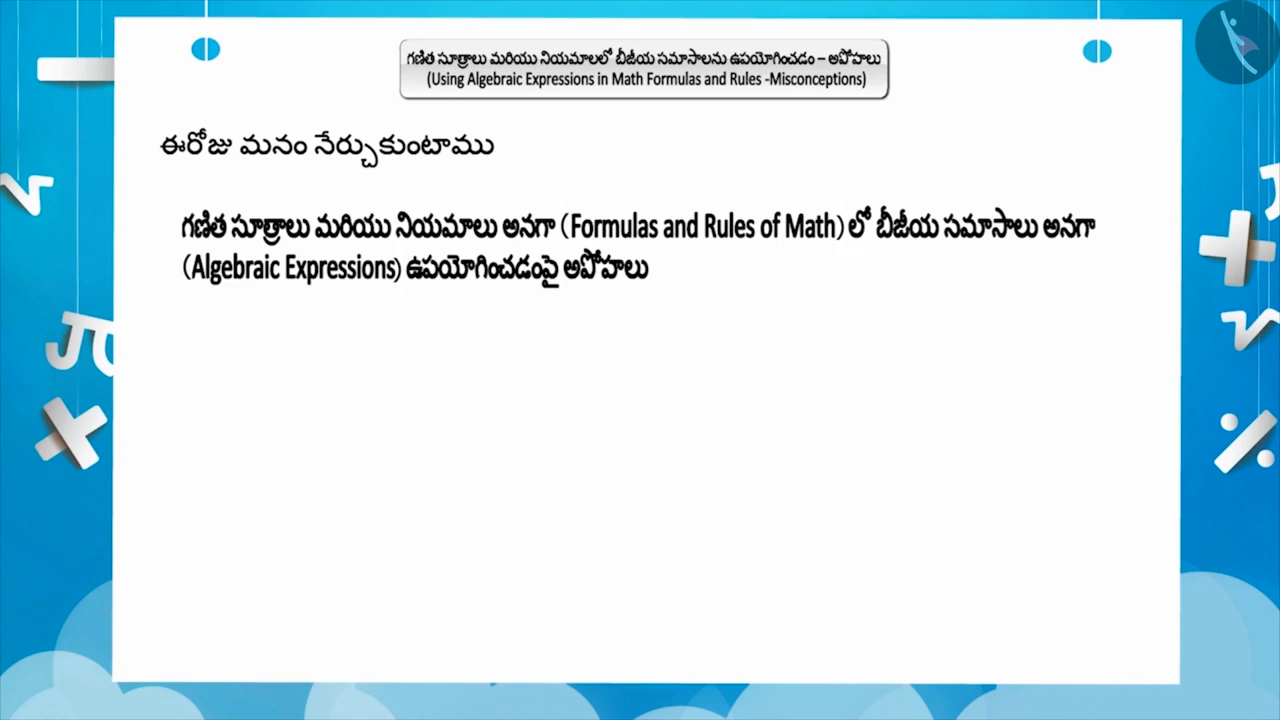 గణిత సూత్రాలు మరియు నియమాలలో బీజీయ సమాసాలను ఉపయోగించడం – అపోహలు
(Using Algebraic Expressions in Math Formulas and Rules -Misconceptions)
ఈరోజు మనం నేర్చుకుంటాము
గణిత సూత్రాలు మరియు నియమాలు అనగా (Formulas and Rules of Math) లో బీజీయ సమాసాలు అనగా
(Algebraic Expressions) ఉపయోగించడంపై అపోహలు